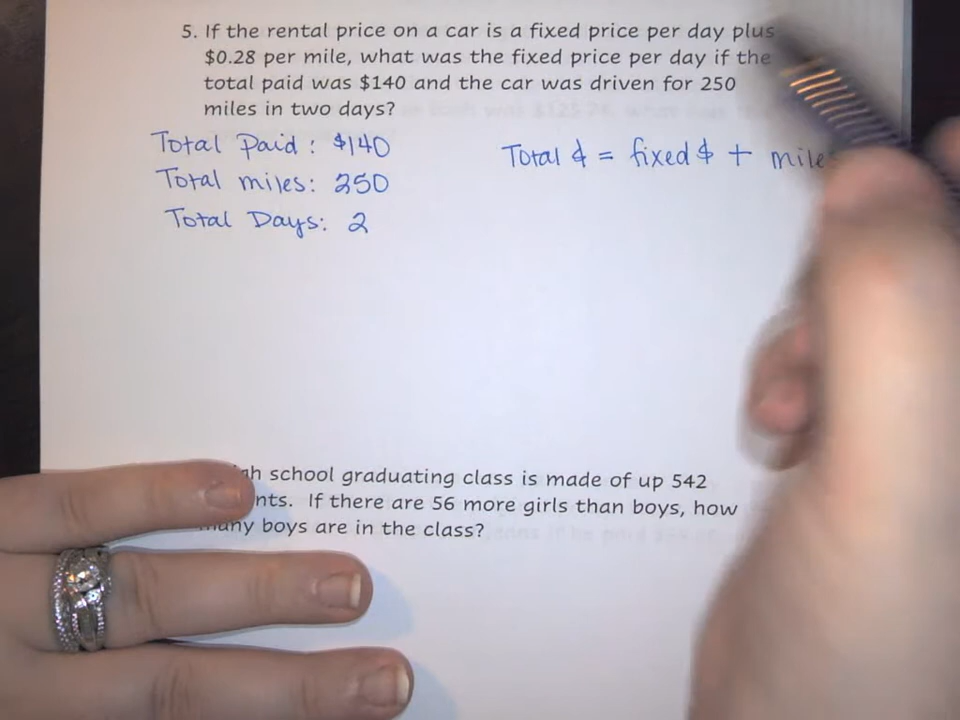 5. If the rental price on a car is a fixed price per day plus
$0.28 per mile, what was the fixed price per day if the
total paid was $140 and the car was driven for 250
miles in two days?
Total Paid: $140
Total $ = fixed $ + mile
Total miles: 250
Total Days: 2
school graduating class is made of up 542
If there are 56 more girls than boys, how
many boys are in the class?